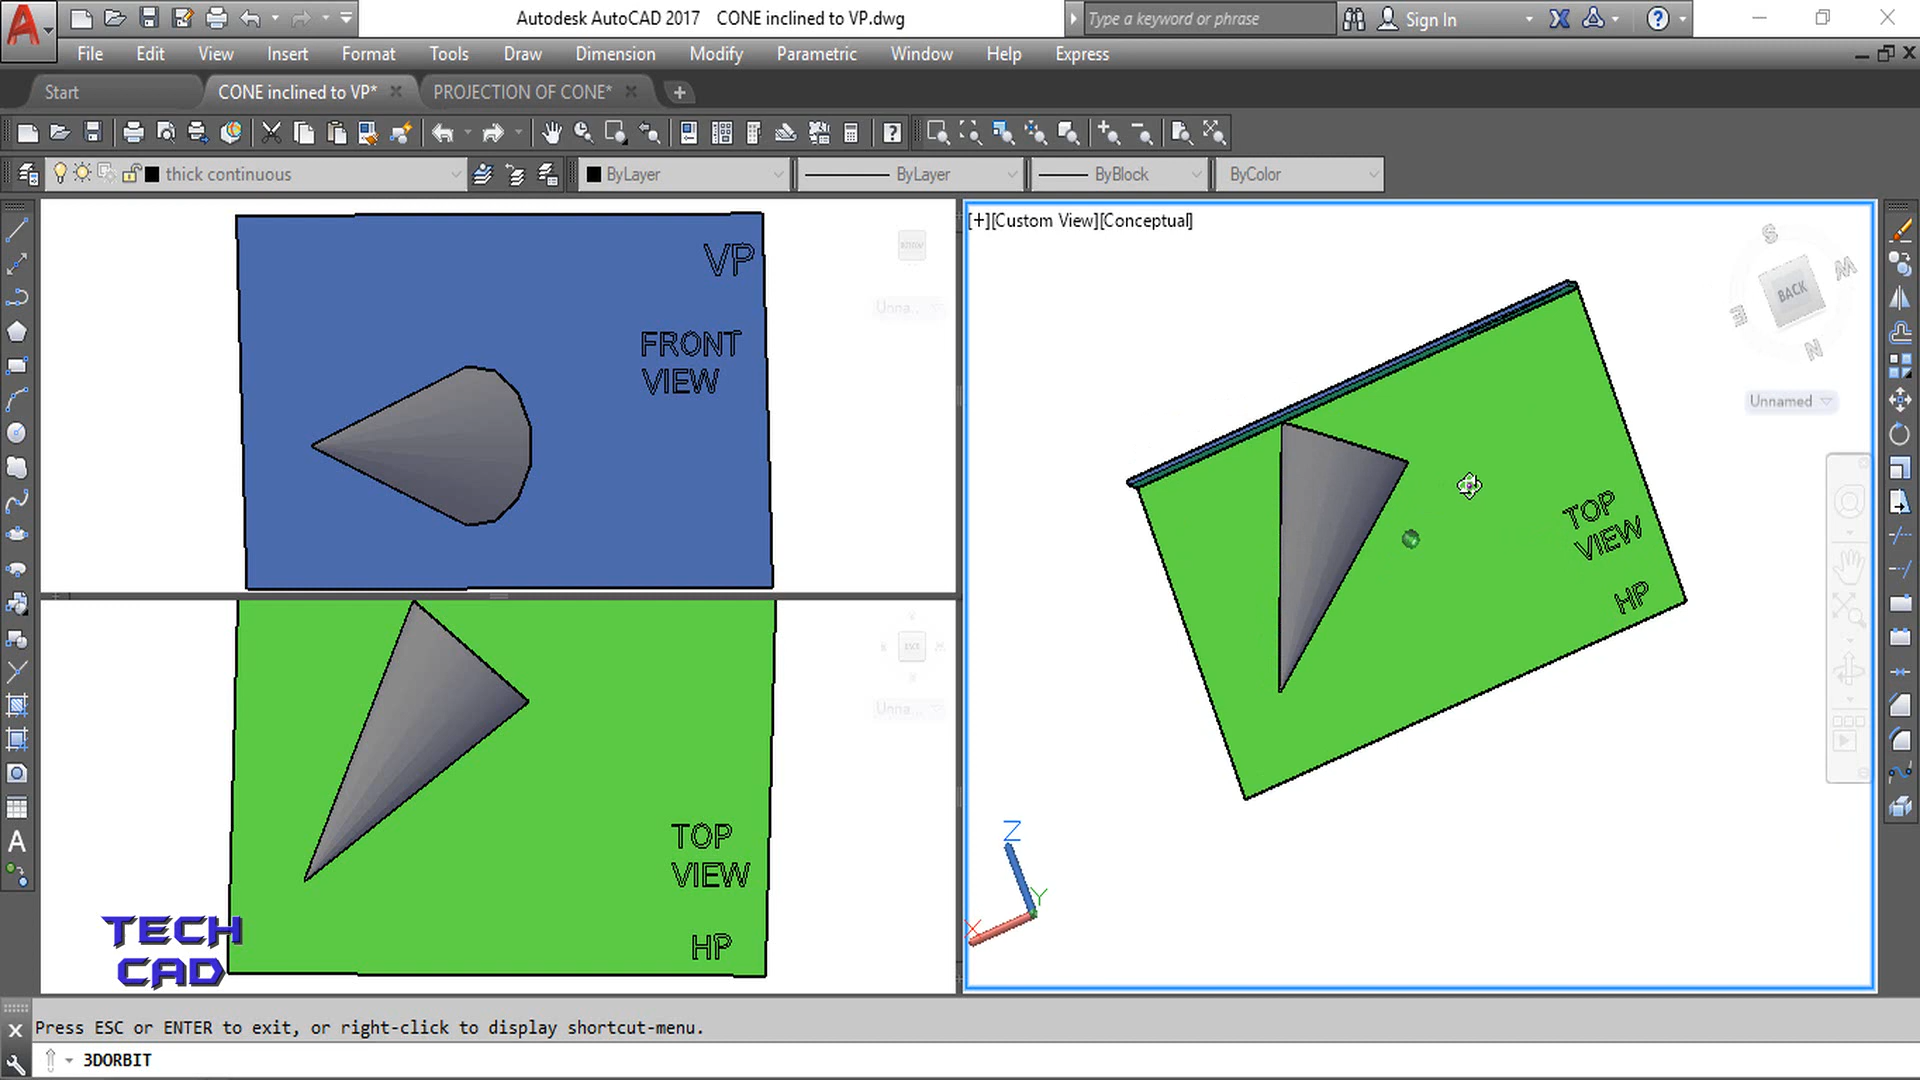 Autodesk AutoCAD 2017 CONE inclined to VP.dwg
Type a keyword or phrase
Sign In
File Edit View Insert Format Tools Draw Dimension Modify Parametric Window Help Express
Start
CONE inclined to VP*
PROJECTION OF CONE*
thick continuous
ByLayer
ByLayer
ByBlock
ByColor
VP
FRONT
VIEW
Unna...
TOP
VIEW
HP
Unna...
TECH
CAD
[+][Custom View][Conceptual]
S
W
BACK
E
N
Unnamed
TOP
VIEW
HP
Z
Y
X
Press ESC or ENTER to exit, or right-click to display shortcut-menu.
3DORBIT